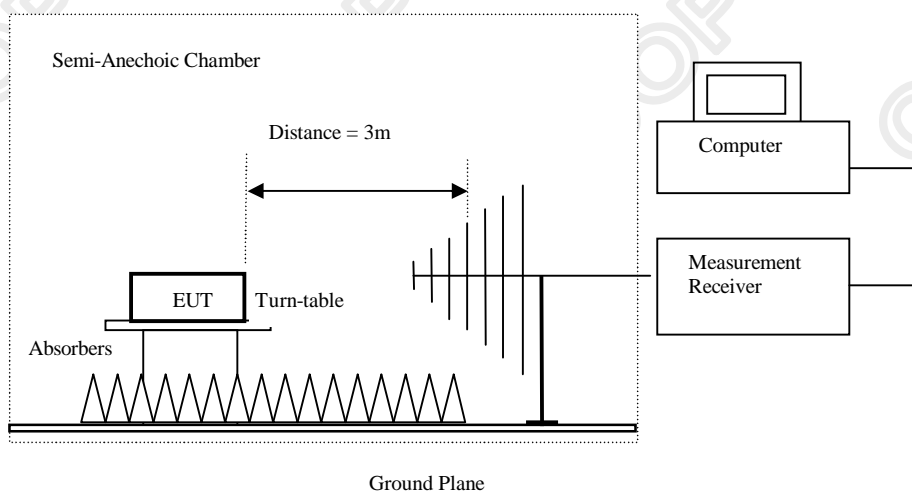 Semi-Anechoic Chamber
Distance = 3m
Computer
Measurement
Receiver
EUT
Turn-table
Absorbers
Ground Plane